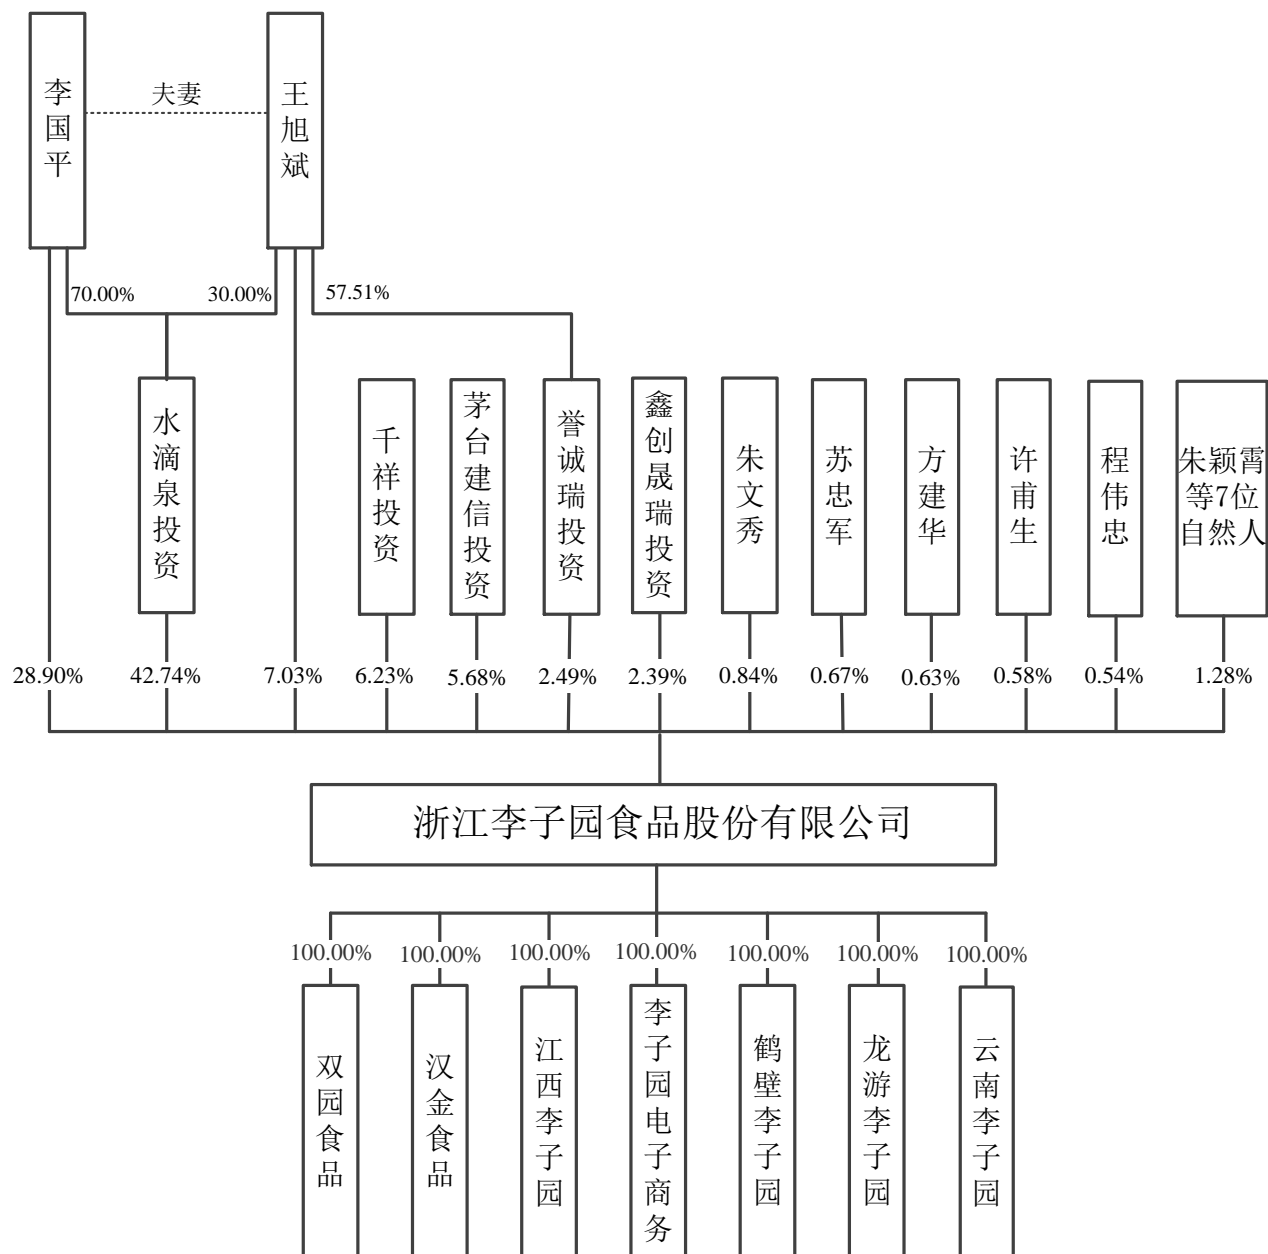 李国平
夫妻
王旭斌
70.00%
30.00%
57.51%
水滴泉投资
千祥投资
茅台建信投资
誉诚瑞投资
鑫创晟瑞投资
朱文秀
苏忠军
方建华
许甫生
程伟忠
朱颖霄
等7位
自然人
28.90%
42.74%
7.03%
6.23%
5.68%
2.49%
2.39%
0.84%
0.67%
0.63%
0.58%
0.54%
1.28%
浙江李子园食品股份有限公司
100.00%
100.00%
100.00%
100.00%
100.00%
100.00%
100.00%
双园食品
汉金食品
江西李子园
李子园电子商务
鹤壁李子园
龙游李子园
云南李子园